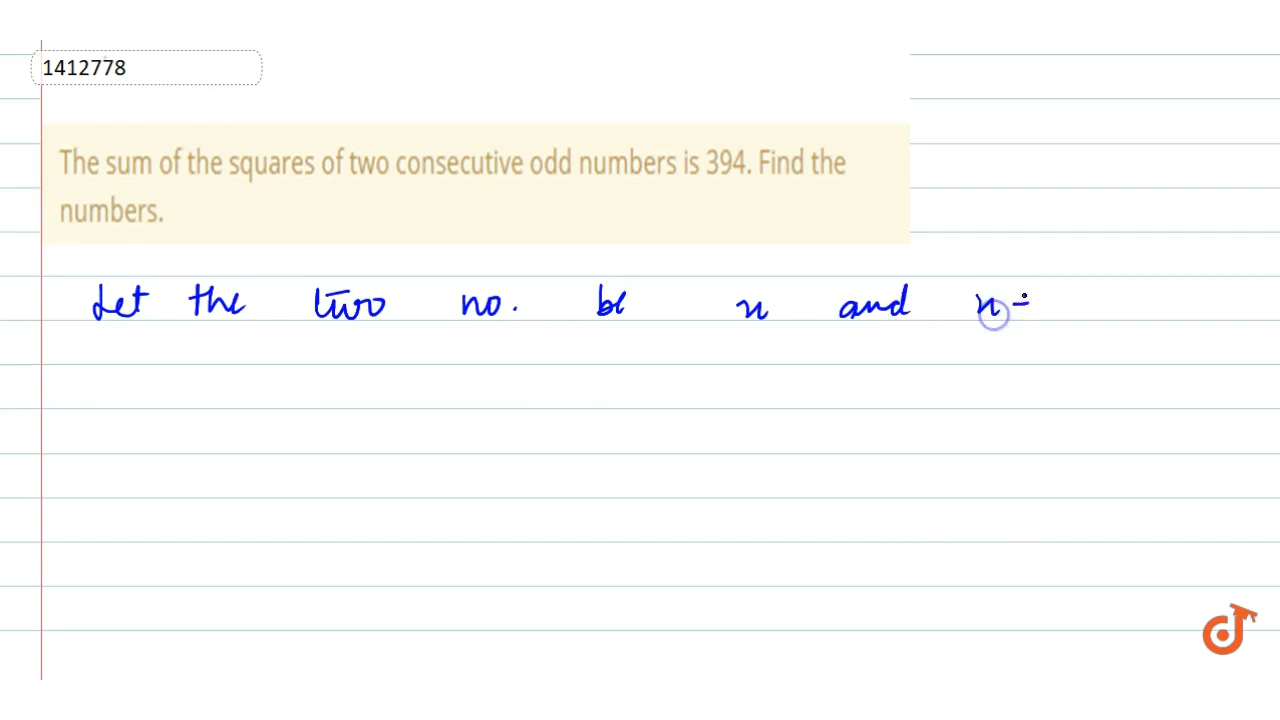 1412778
The sum of the squares of two consecutive odd numbers is 394. Find the
numbers.
Let the two no. be x and x-